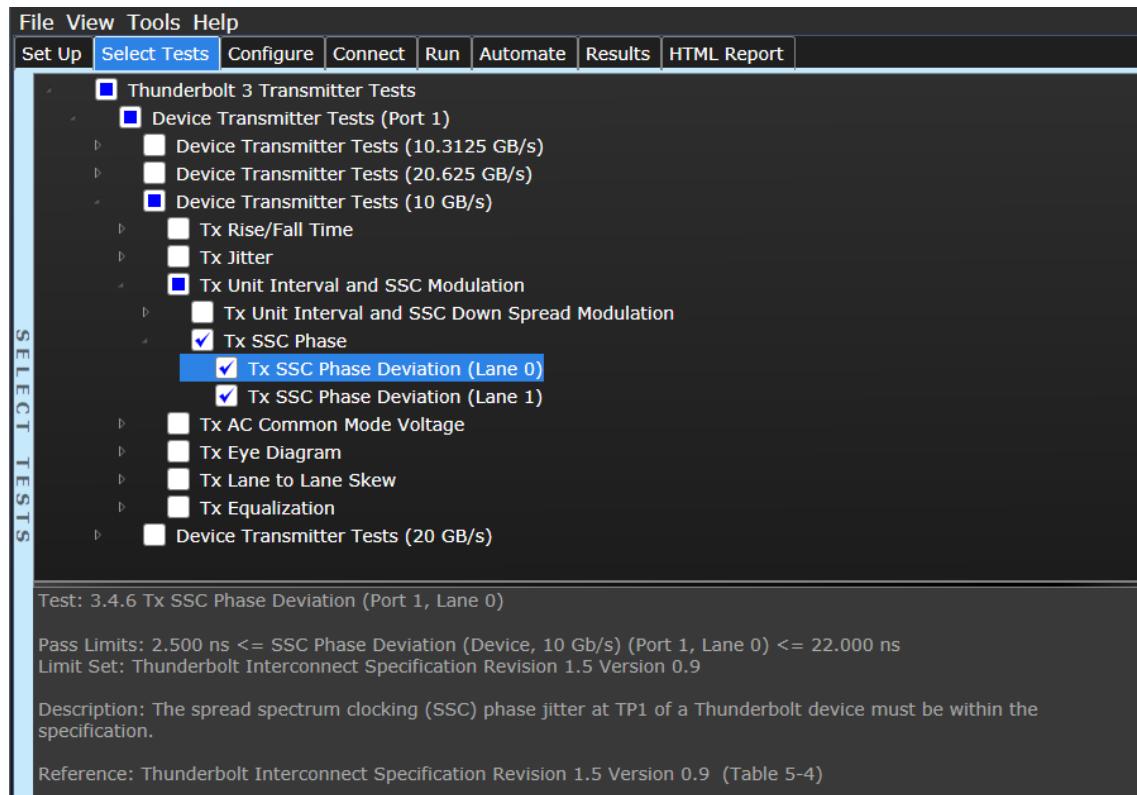 File View Tools Help
Set Up Select Tests Configure Connect Run Automate Results HTML Report
Thunderbolt 3 Transmitter Tests
Device Transmitter Tests (Port 1)
Device Transmitter Tests (10.3125 GB/s)
Device Transmitter Tests (20.625 GB/s)
Device Transmitter Tests (10 GB/s)
Tx Rise/Fall Time
Tx Jitter
Tx Unit Interval and SSC Modulation
Tx Unit Interval and SSC Down Spread Modulation
Tx SSC Phase
Tx SSC Phase Deviation (Lane 0)
Tx SSC Phase Deviation (Lane 1)
Tx AC Common Mode Voltage
Tx Eye Diagram
Tx Lane to Lane Skew
Tx Equalization
Device Transmitter Tests (20 GB/s)
SELECT TESTS
Test: 3.4.6 Tx SSC Phase Deviation (Port 1, Lane 0)
Pass Limits: 2.500 ns <= SSC Phase Deviation (Device, 10 Gb/s) (Port 1, Lane 0) <= 22.000 ns
Limit Set: Thunderbolt Interconnect Specification Revision 1.5 Version 0.9
Description: The spread spectrum clocking (SSC) phase jitter at TP1 of a Thunderbolt device must be within the
specification.
Reference: Thunderbolt Interconnect Specification Revision 1.5 Version 0.9 (Table 5-4)